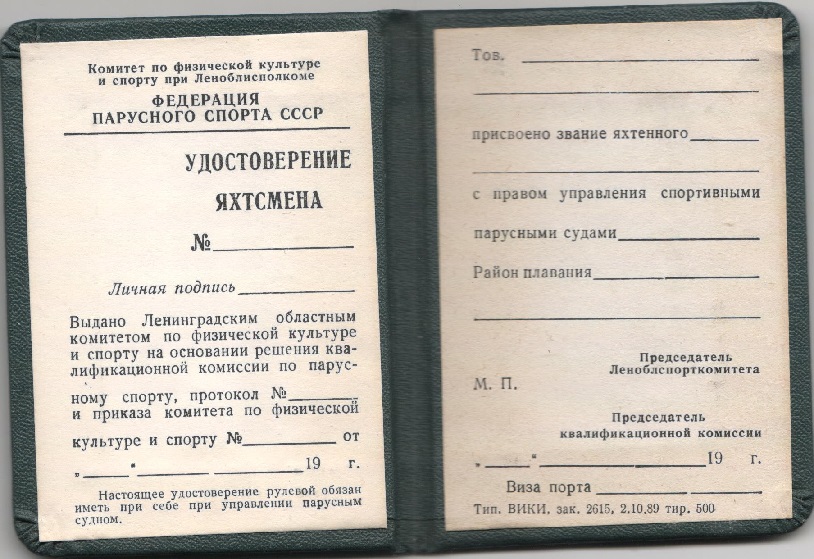 Комитет по физической культуре
и спорту при Леноблисполкоме
ФЕДЕРАЦИЯ
ПАРУСНОГО СПОРТА СССР
УДОСТОВЕРЕНИЕ
ЯХТСМЕНА
№
Личная подпись
Выдано Ленинградским областным
комитетом по физической культуре
и спорту на основании решения ква-
лификационной комиссии по парус-
ному спорту, протокол №
и приказа комитета по физической
культуре и спорту № от
„ “ 19 г.
Настоящее удостоверение рулевой обязан
иметь при себе при управлении парусным
судном.
Тов.
присвоено звание яхтенного
с правом управления спортивными
парусными судами
Район плавания
Председатель
Леноблспорткомитета
М. П.
Председатель
квалификационной комиссии
„ “ 19 г.
Виза порта
Тип. ВИКИ, зак. 2615, 2.10.89 тир. 500